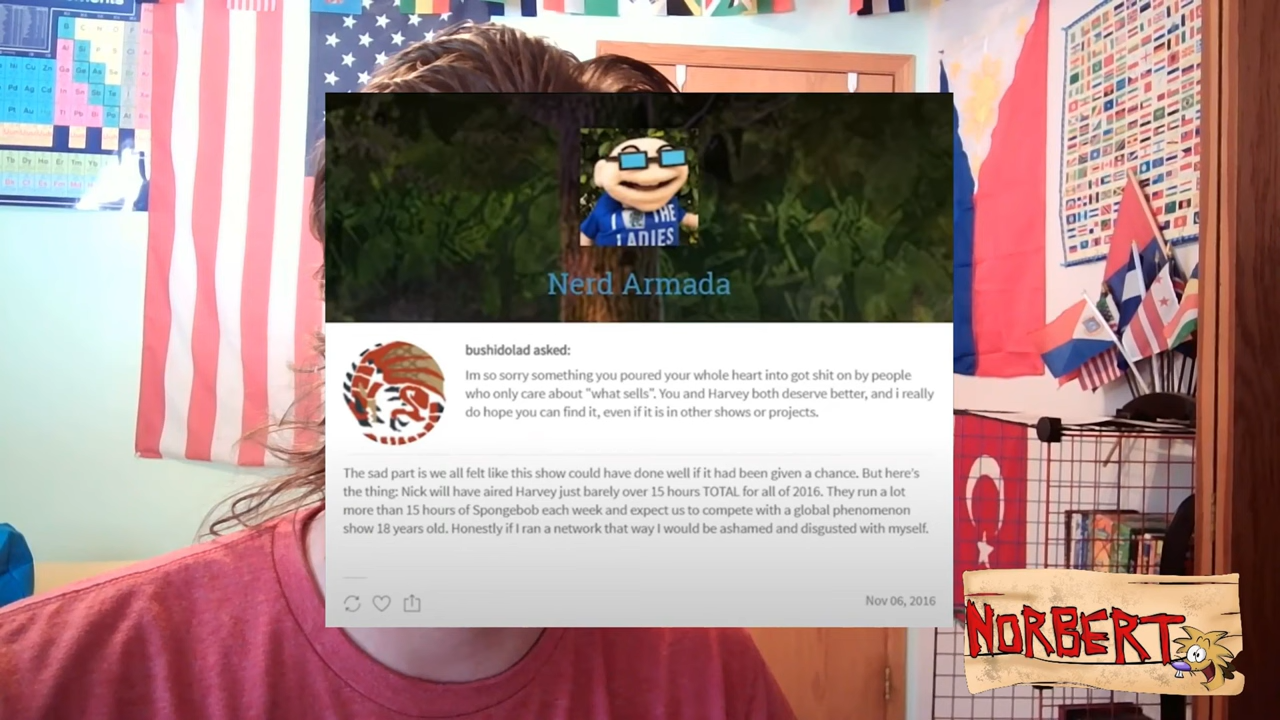 I THE
LADIES
Nerd Armada
bushidolad asked:
Im so sorry something you poured your whole heart into got shit on by people
who only care about "what sells". You and Harvey both deserve better, and i really
do hope you can find it, even if it is in other shows or projects.
The sad part is we all felt like this show could have done well if it had been given a chance. But here's
the thing: Nick will have aired Harvey just barely over 15 hours TOTAL for all of 2016. They run a lot
more than 15 hours of Spongebob each week and expect us to compete with a global phenomenon
show 18 years old. Honestly if I ran a network that way I would be ashamed and disgusted with myself.
Nov 06, 2016
NORBERT